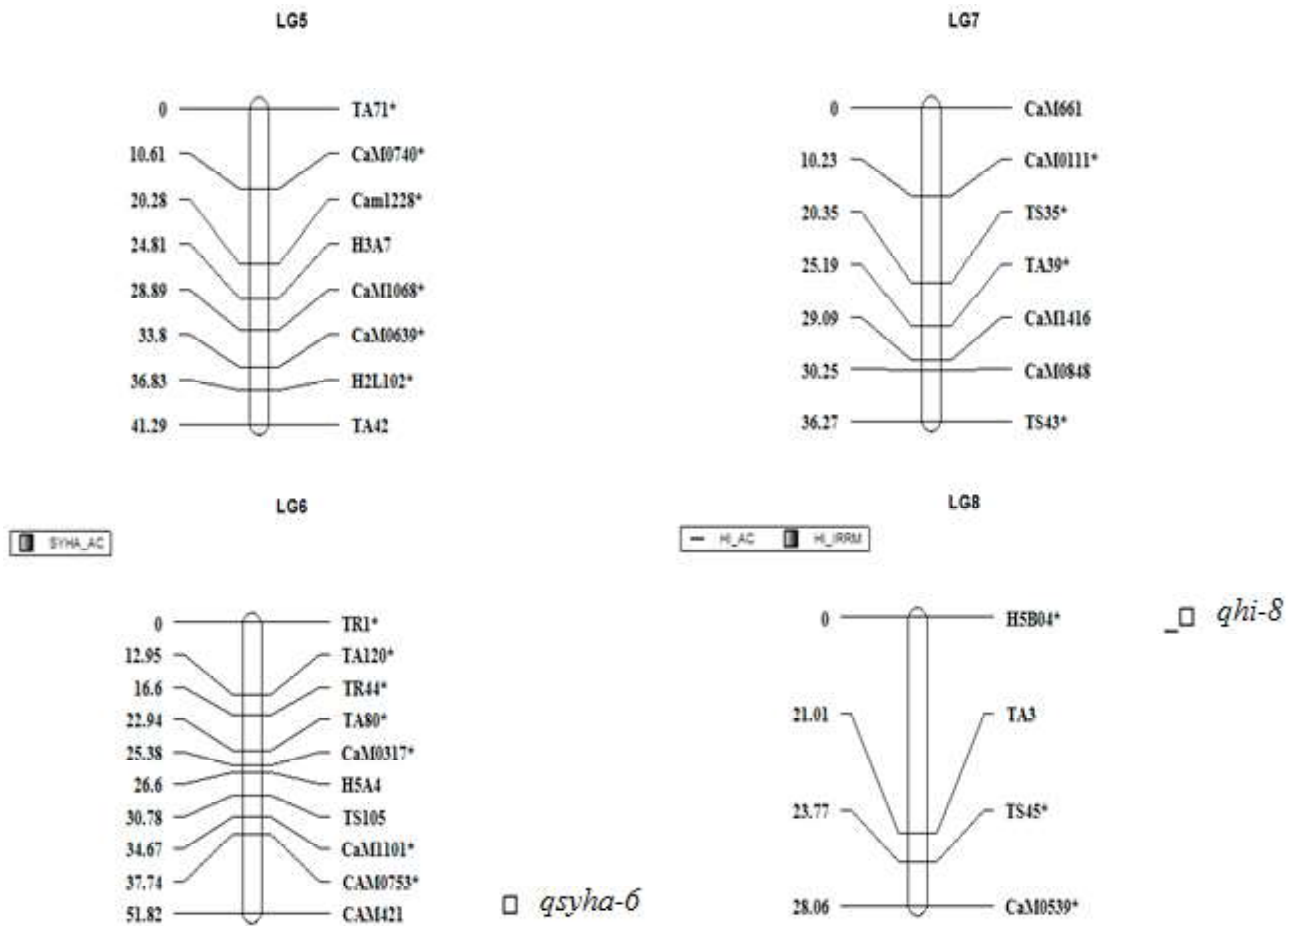 LG5
0 TA71*
10.61 CaM0740*
20.28 Cam1228*
24.81 H3A7
28.89 CaM1068*
33.8 CaM0639*
36.83 H2L102*
41.29 TA42
LG7
0 CaM661
10.23 CaM0111*
20.35 TS35*
25.19 TA39*
29.09 CaM1416
30.25 CaM0848
36.27 TS43*
LG6
SYHA_AC
0 TR1*
12.95 TA120*
16.6 TR44*
22.94 TA80*
25.38 CaM0317*
26.6 H5A4
30.78 TS105
34.67 CaM1101*
37.74 CAM0753*
51.82 CAM421
qsyha-6
LG8
HI_AC HI_IRRM
0 H5B04*
qhi-8
21.01 TA3
23.77 TS45*
28.06 CaM0539*